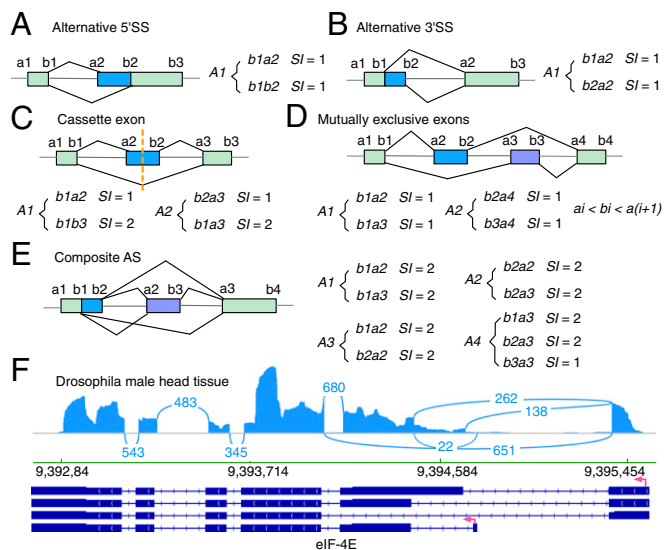 A Alternative 5'SS
a1 b1 a2 b3
A1 b1a2 SI = 1
b1b2 SI = 1
B Alternative 3'SS
a1 b1 b2 a2 b3
A1 b1a2 SI = 1
b2a2 SI = 1
C Cassette exon
a1 b1 a2 b2 a3 b3
A1 b1a2 SI = 1
b1b3 SI = 2
A2 b2a3 SI = 1
b1a3 SI = 2
D Mutually exclusive exons
a1 b1 a2 b2 a3 b3 a4 b4
A1 b1a2 SI = 1
b1a3 SI = 1
A2 b2a4 SI = 1
b3a4 SI = 1
ai < bi < a(i+1)
E Composite AS
a1 b1 b2 a2 b3 a3 b4
A1 b1a2 SI = 2
b1a3 SI = 2
A2 b2a2 SI = 2
b2a3 SI = 2
A3 b1a2 SI = 2
b2a2 SI = 2
A4 b1a3 SI = 2
b2a3 SI = 2
b3a3 SI = 1
F Drosophila male head tissue
483 680 262
138
543 345 22 651
9,392,84 9,393,714 9,394,584 9,395,454
eIF-4E